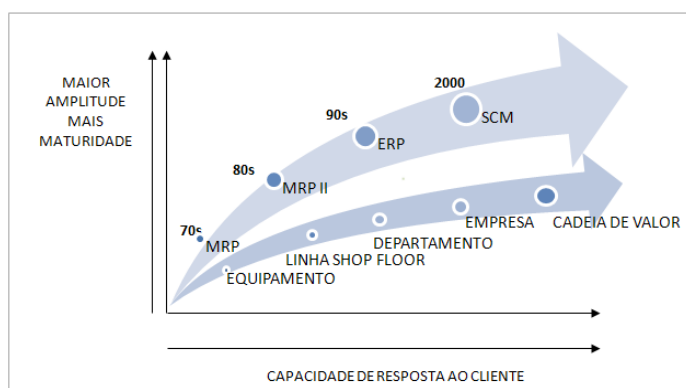 MAIOR
AMPLITUDE
MAIS
MATURIDADE
2000
SCM
90s
ERP
80s
MRP II
70s
MRP
EMPRESA
CADEIA DE VALOR
DEPARTAMENTO
LINHA SHOP FLOOR
EQUIPAMENTO
CAPACIDADE DE RESPOSTA AO CLIENTE